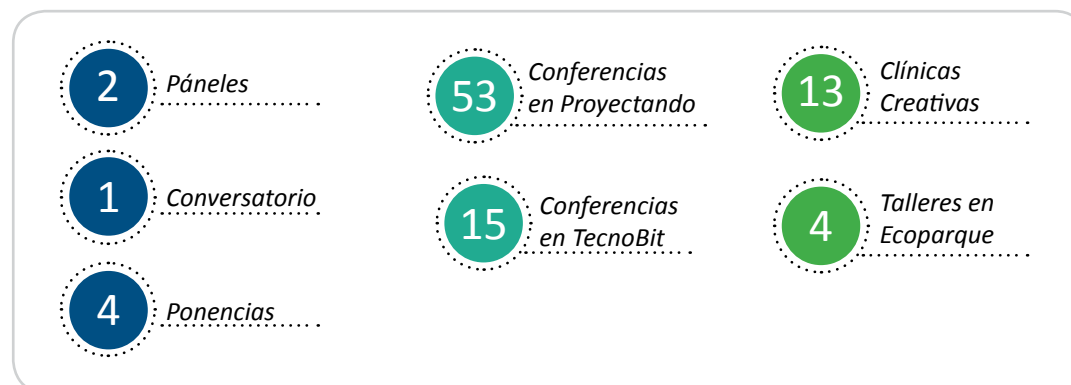 2
Páneles
1
Conversatorio
4
Ponencias
53
Conferencias
en Proyectando
15
Conferencias
en TecnoBit
13
Clínicas
Creativas
4
Talleres en
Ecoparque